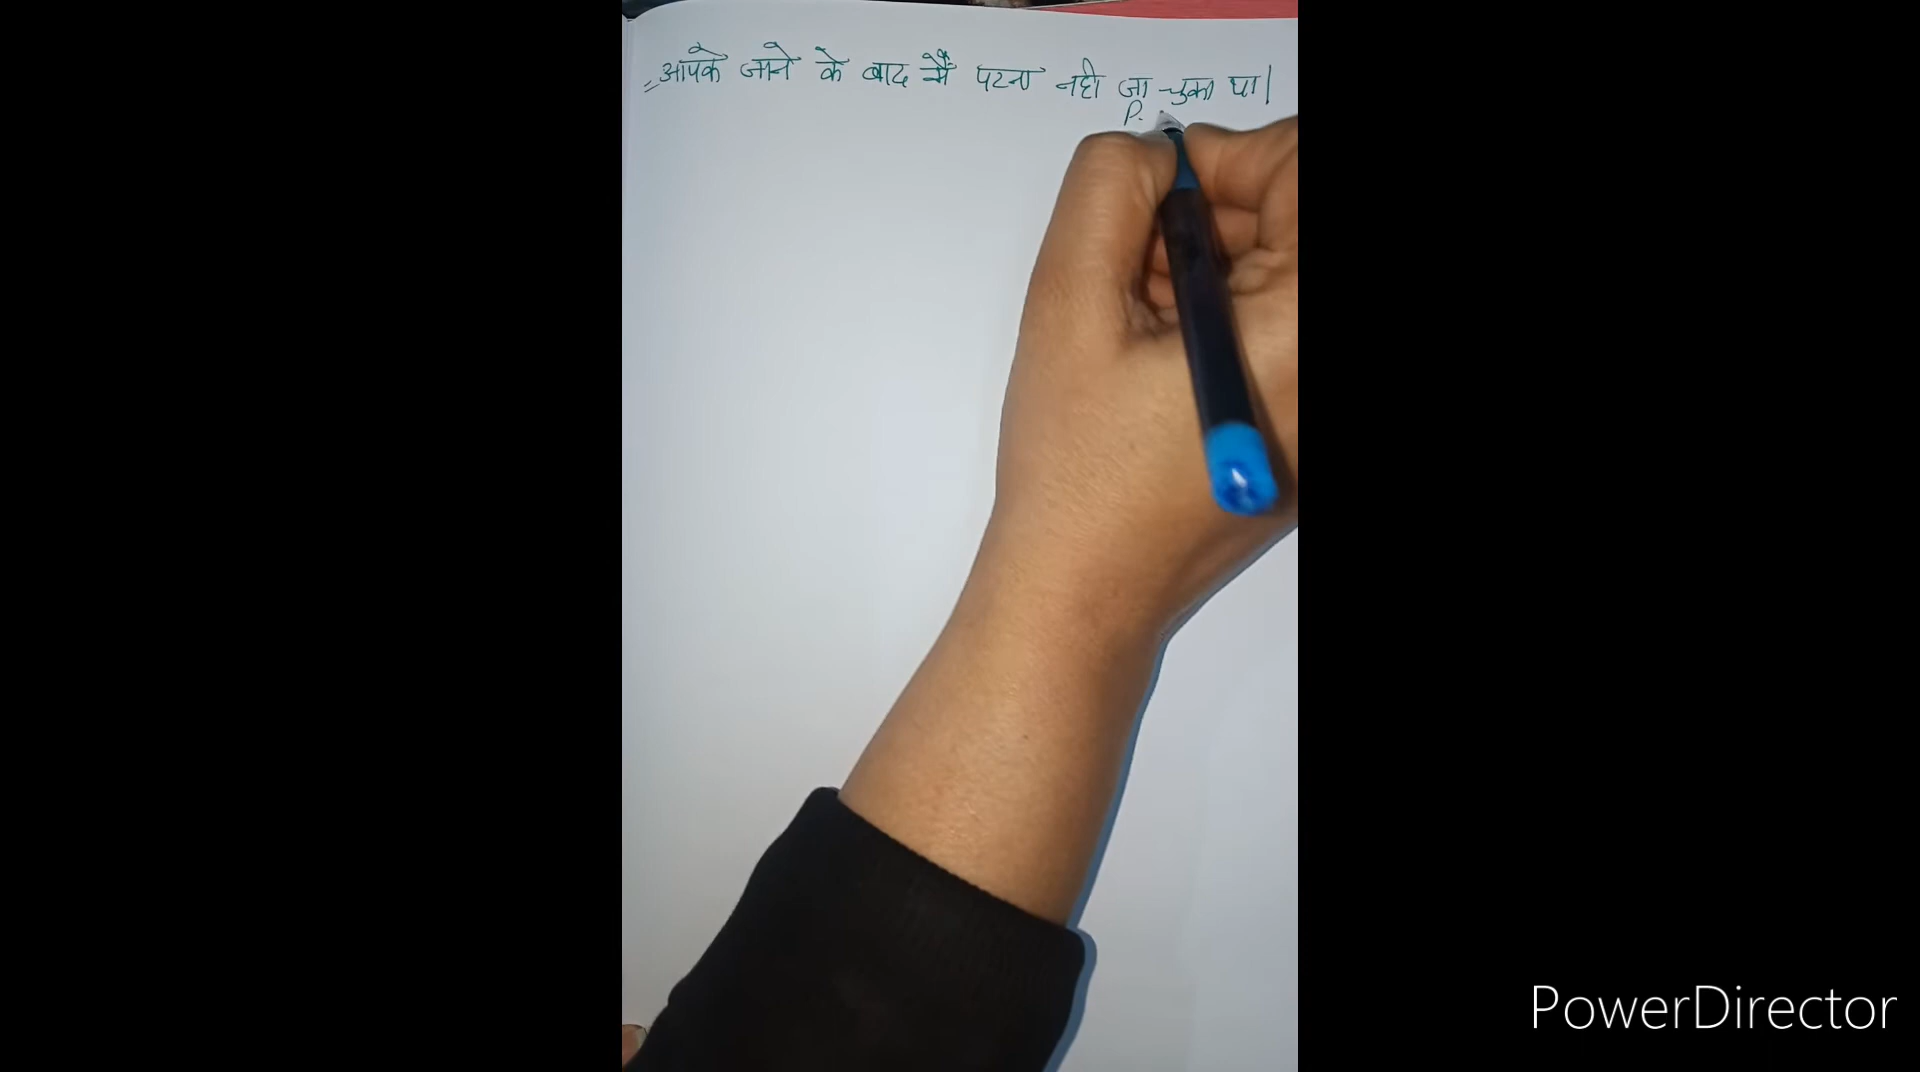 = आपके जाने के बाद मैं पटना नही जा चुका था।
P.
PowerDirector